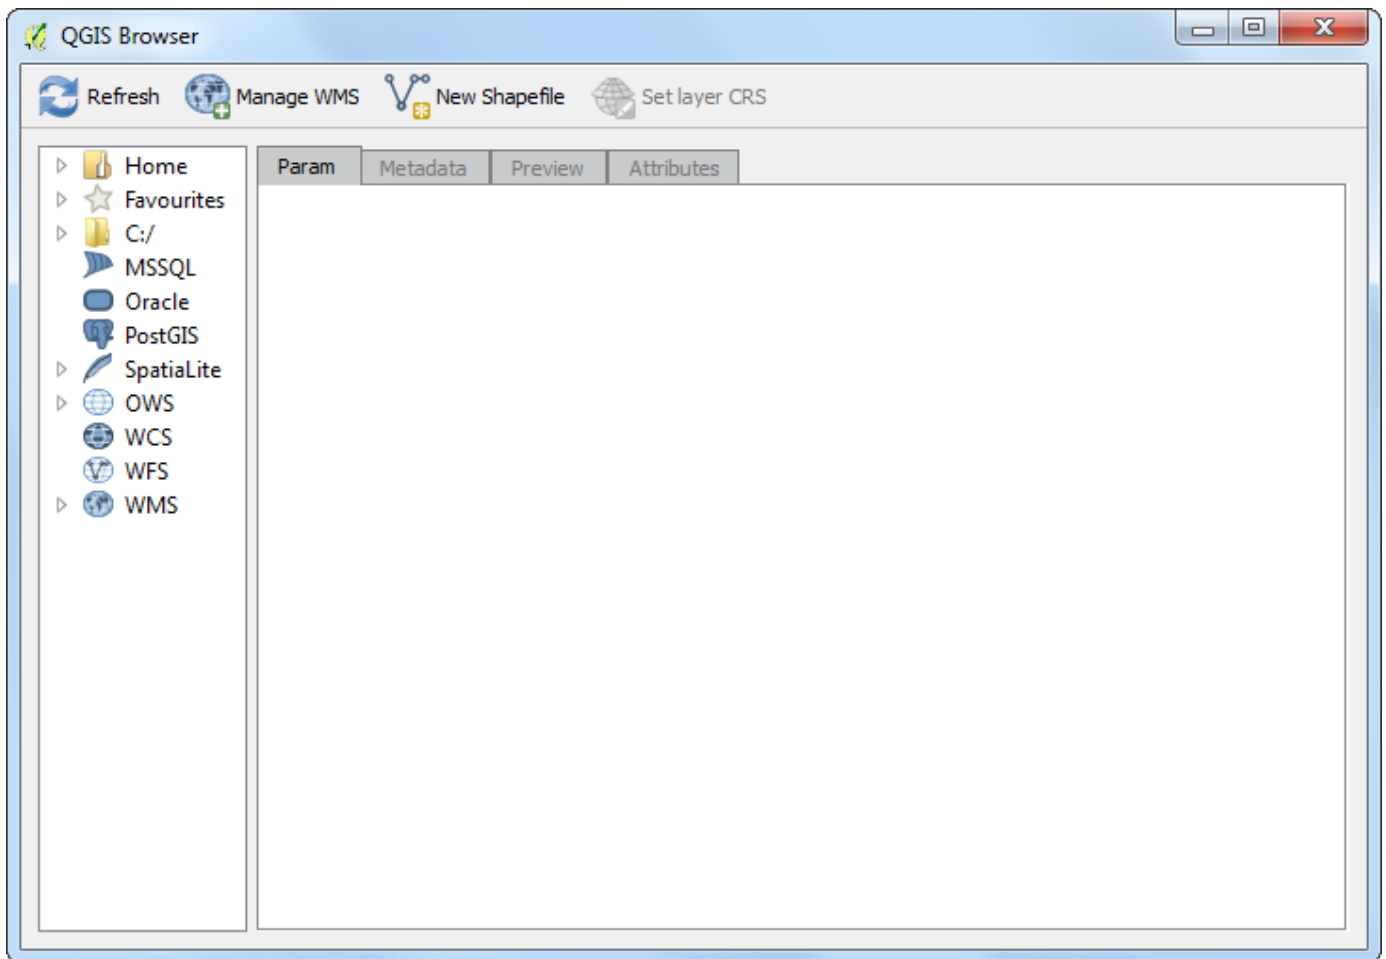 QGIS Browser
Refresh Manage WMS New Shapefile Set layer CRS
Param Metadata Preview Attributes
Home
Favourites
C:/
MSSQL
Oracle
PostGIS
SpatiaLite
OWS
WCS
WFS
WMS